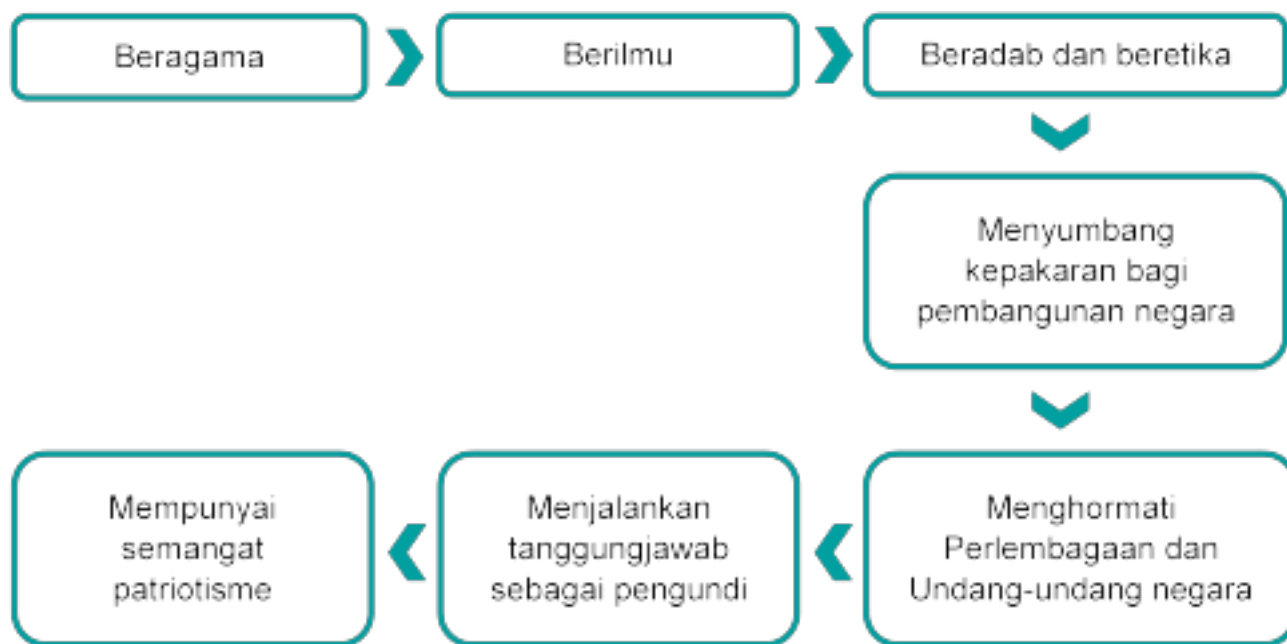 Beragama
Berilmu
Beradab dan beretika
Menyumbang
kepakaran bagi
pembangunan negara
Menghormati
Perlembagaan dan
Undang-undang negara
Menjalankan
tanggungjawab
sebagai pengundi
Mempunyai
semangat
patriotisme